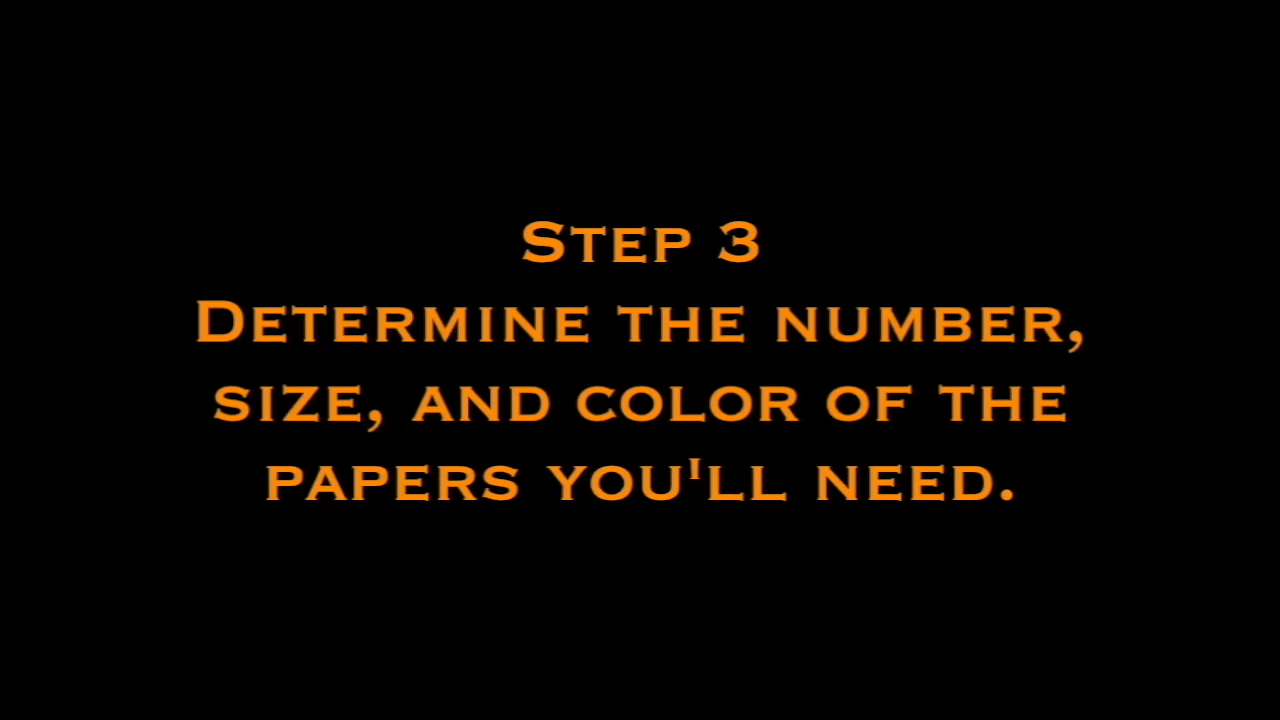 Step 3
Determine the number,
size, and color of the
papers you'll need.